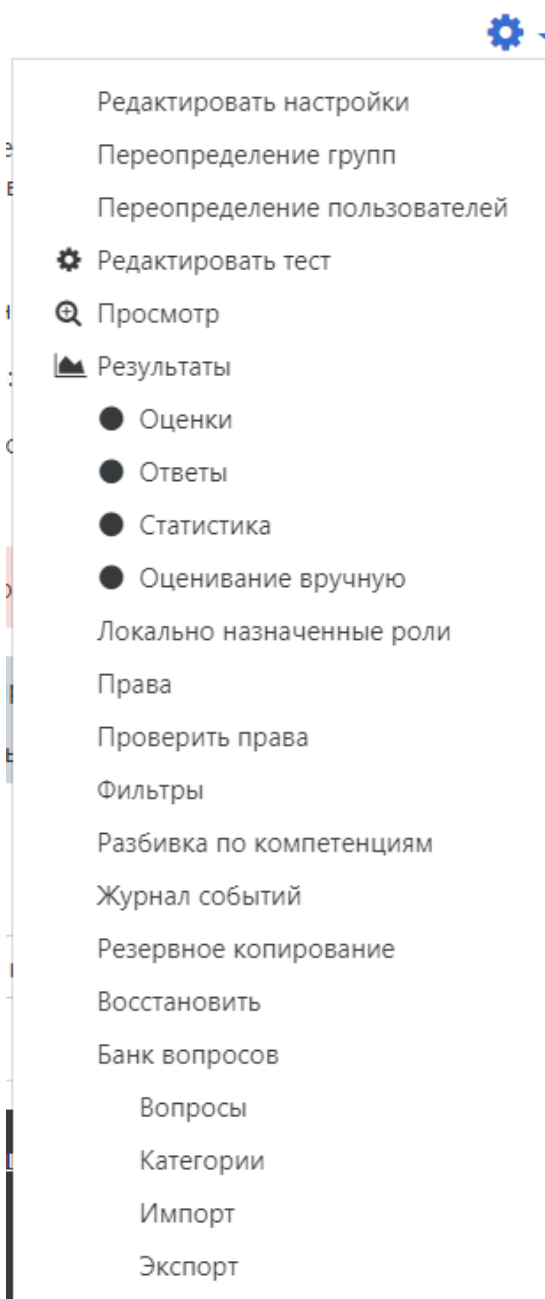 Редактировать настройки
Переопределение групп
Переопределение пользователей
Редактировать тест
Просмотр
Результаты
Оценки
Ответы
Статистика
Оценивание вручную
Локально назначенные роли
Права
Проверить права
Фильтры
Разбивка по компетенциям
Журнал событий
Резервное копирование
Восстановить
Банк вопросов
Вопросы
Категории
Импорт
Экспорт